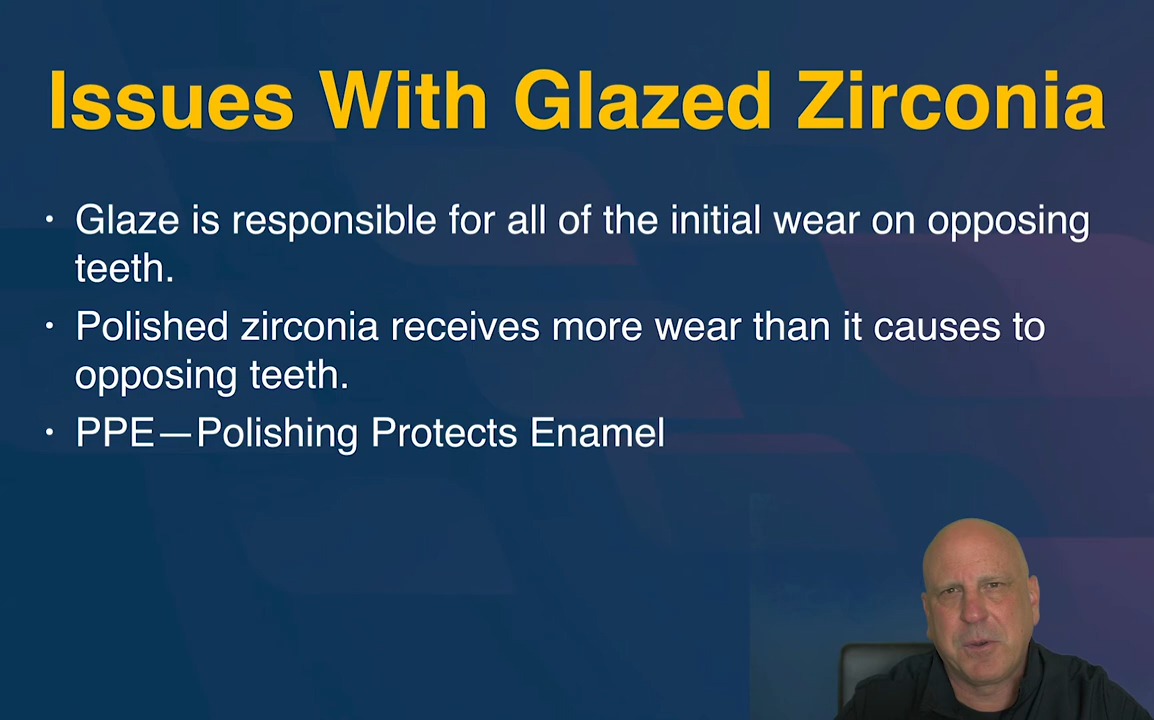 Issues With Glazed Zirconia
• Glaze is responsible for all of the initial wear on opposing
teeth.
• Polished zirconia receives more wear than it causes to
opposing teeth.
• PPE—Polishing Protects Enamel